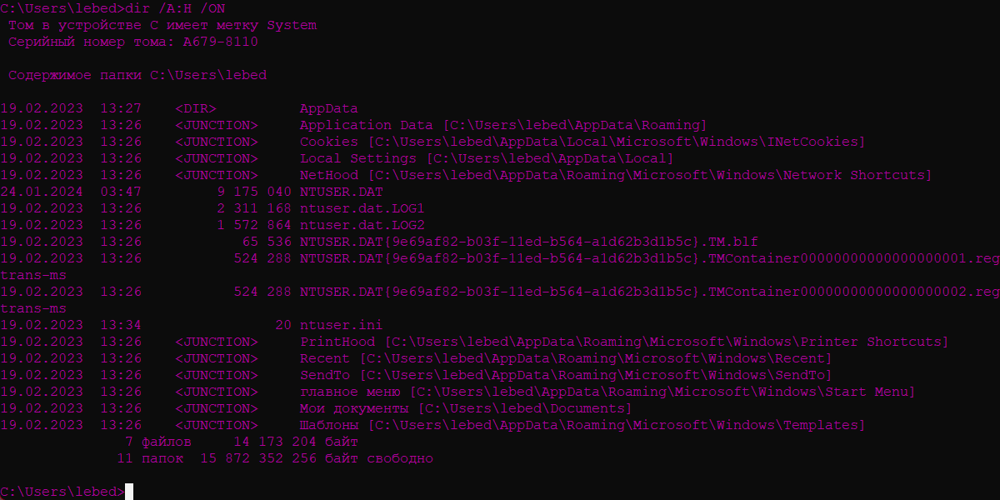 C:\Users\lebed>dir /A:H /ON
Том в устройстве C имеет метку System
Серийный номер тома: A679-8110
Содержимое папки C:\Users\lebed
19.02.2023  13:27    <DIR>          AppData
19.02.2023  13:26    <JUNCTION>     Application Data [C:\Users\lebed\AppData\Roaming]
19.02.2023  13:26    <JUNCTION>     Cookies [C:\Users\lebed\AppData\Local\Microsoft\Windows\INetCookies]
19.02.2023  13:26    <JUNCTION>     Local Settings [C:\Users\lebed\AppData\Local]
19.02.2023  13:26    <JUNCTION>     NetHood [C:\Users\lebed\AppData\Roaming\Microsoft\Windows\Network Shortcuts]
24.01.2024  03:47         9 175 040 NTUSER.DAT
19.02.2023  13:26         2 311 168 ntuser.dat.LOG1
19.02.2023  13:26         1 572 864 ntuser.dat.LOG2
19.02.2023  13:26            65 536 NTUSER.DAT{9e69af82-b03f-11ed-b564-a1d62b3d1b5c}.TM.blf
19.02.2023  13:26           524 288 NTUSER.DAT{9e69af82-b03f-11ed-b564-a1d62b3d1b5c}.TMContainer00000000000000000001.reg
trans-ms
19.02.2023  13:26           524 288 NTUSER.DAT{9e69af82-b03f-11ed-b564-a1d62b3d1b5c}.TMContainer00000000000000000002.reg
trans-ms
19.02.2023  13:34                20 ntuser.ini
19.02.2023  13:26    <JUNCTION>     PrintHood [C:\Users\lebed\AppData\Roaming\Microsoft\Windows\Printer Shortcuts]
19.02.2023  13:26    <JUNCTION>     Recent [C:\Users\lebed\AppData\Roaming\Microsoft\Windows\Recent]
19.02.2023  13:26    <JUNCTION>     SendTo [C:\Users\lebed\AppData\Roaming\Microsoft\Windows\SendTo]
19.02.2023  13:26    <JUNCTION>     главное меню [C:\Users\lebed\AppData\Roaming\Microsoft\Windows\Start Menu]
19.02.2023  13:26    <JUNCTION>     Мои документы [C:\Users\lebed\Documents]
19.02.2023  13:26    <JUNCTION>     Шаблоны [C:\Users\lebed\AppData\Roaming\Microsoft\Windows\Templates]
7 файлов     14 173 204 байт
11 папок  15 872 352 256 байт свободно
C:\Users\lebed>